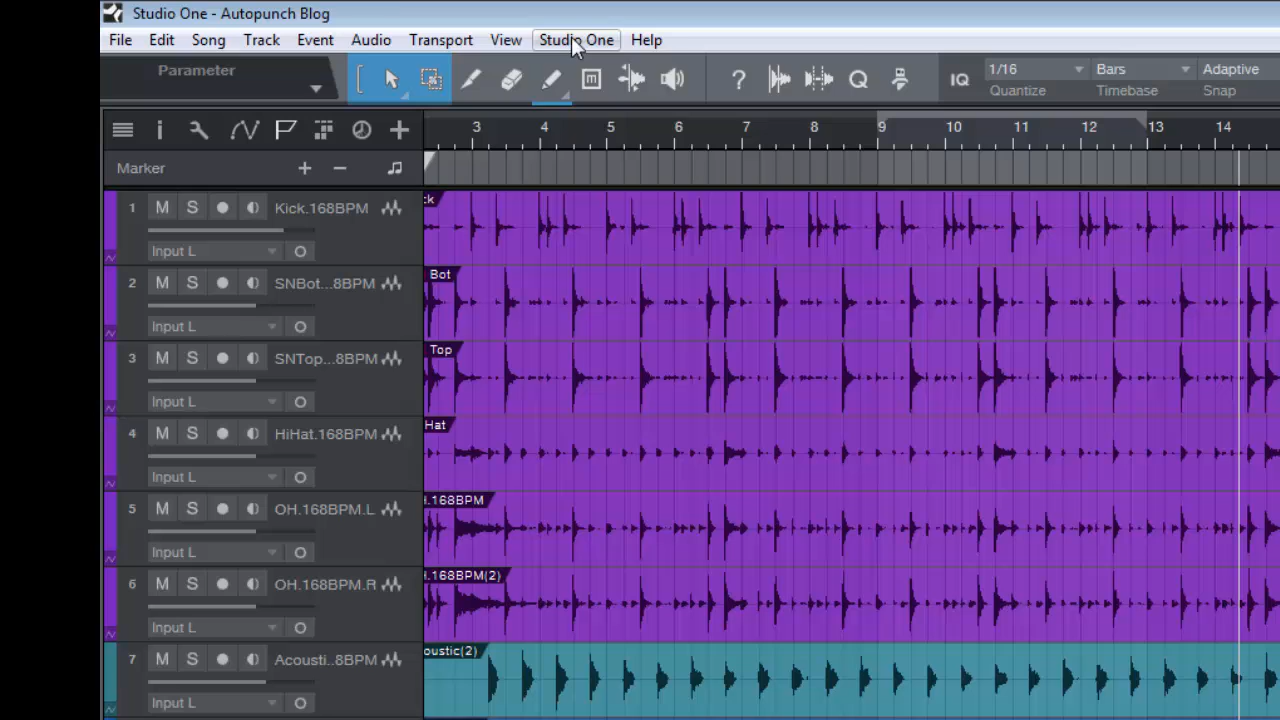 Studio One - Autopunch Blog
File Edit Song Track Event Audio Transport View Studio One Help
Parameter
? IQ 1/16 Bars Adaptive
Quantize Timebase Snap
3 4 5 6 7 8 9 10 11 12 13 14
Marker
1 M S Kick.168BPM ck
Input L
2 M S SNBot...8BPM Bot
Input L
3 M S SNTop...8BPM Top
Input L
4 M S HiHat.168BPM Hat
Input L
5 M S OH.168BPM.L H.168BPM
Input L
6 M S OH.168BPM.R H.168BPM(2)
Input L
7 M S Acousti..8BPM oustic(2)
Input L